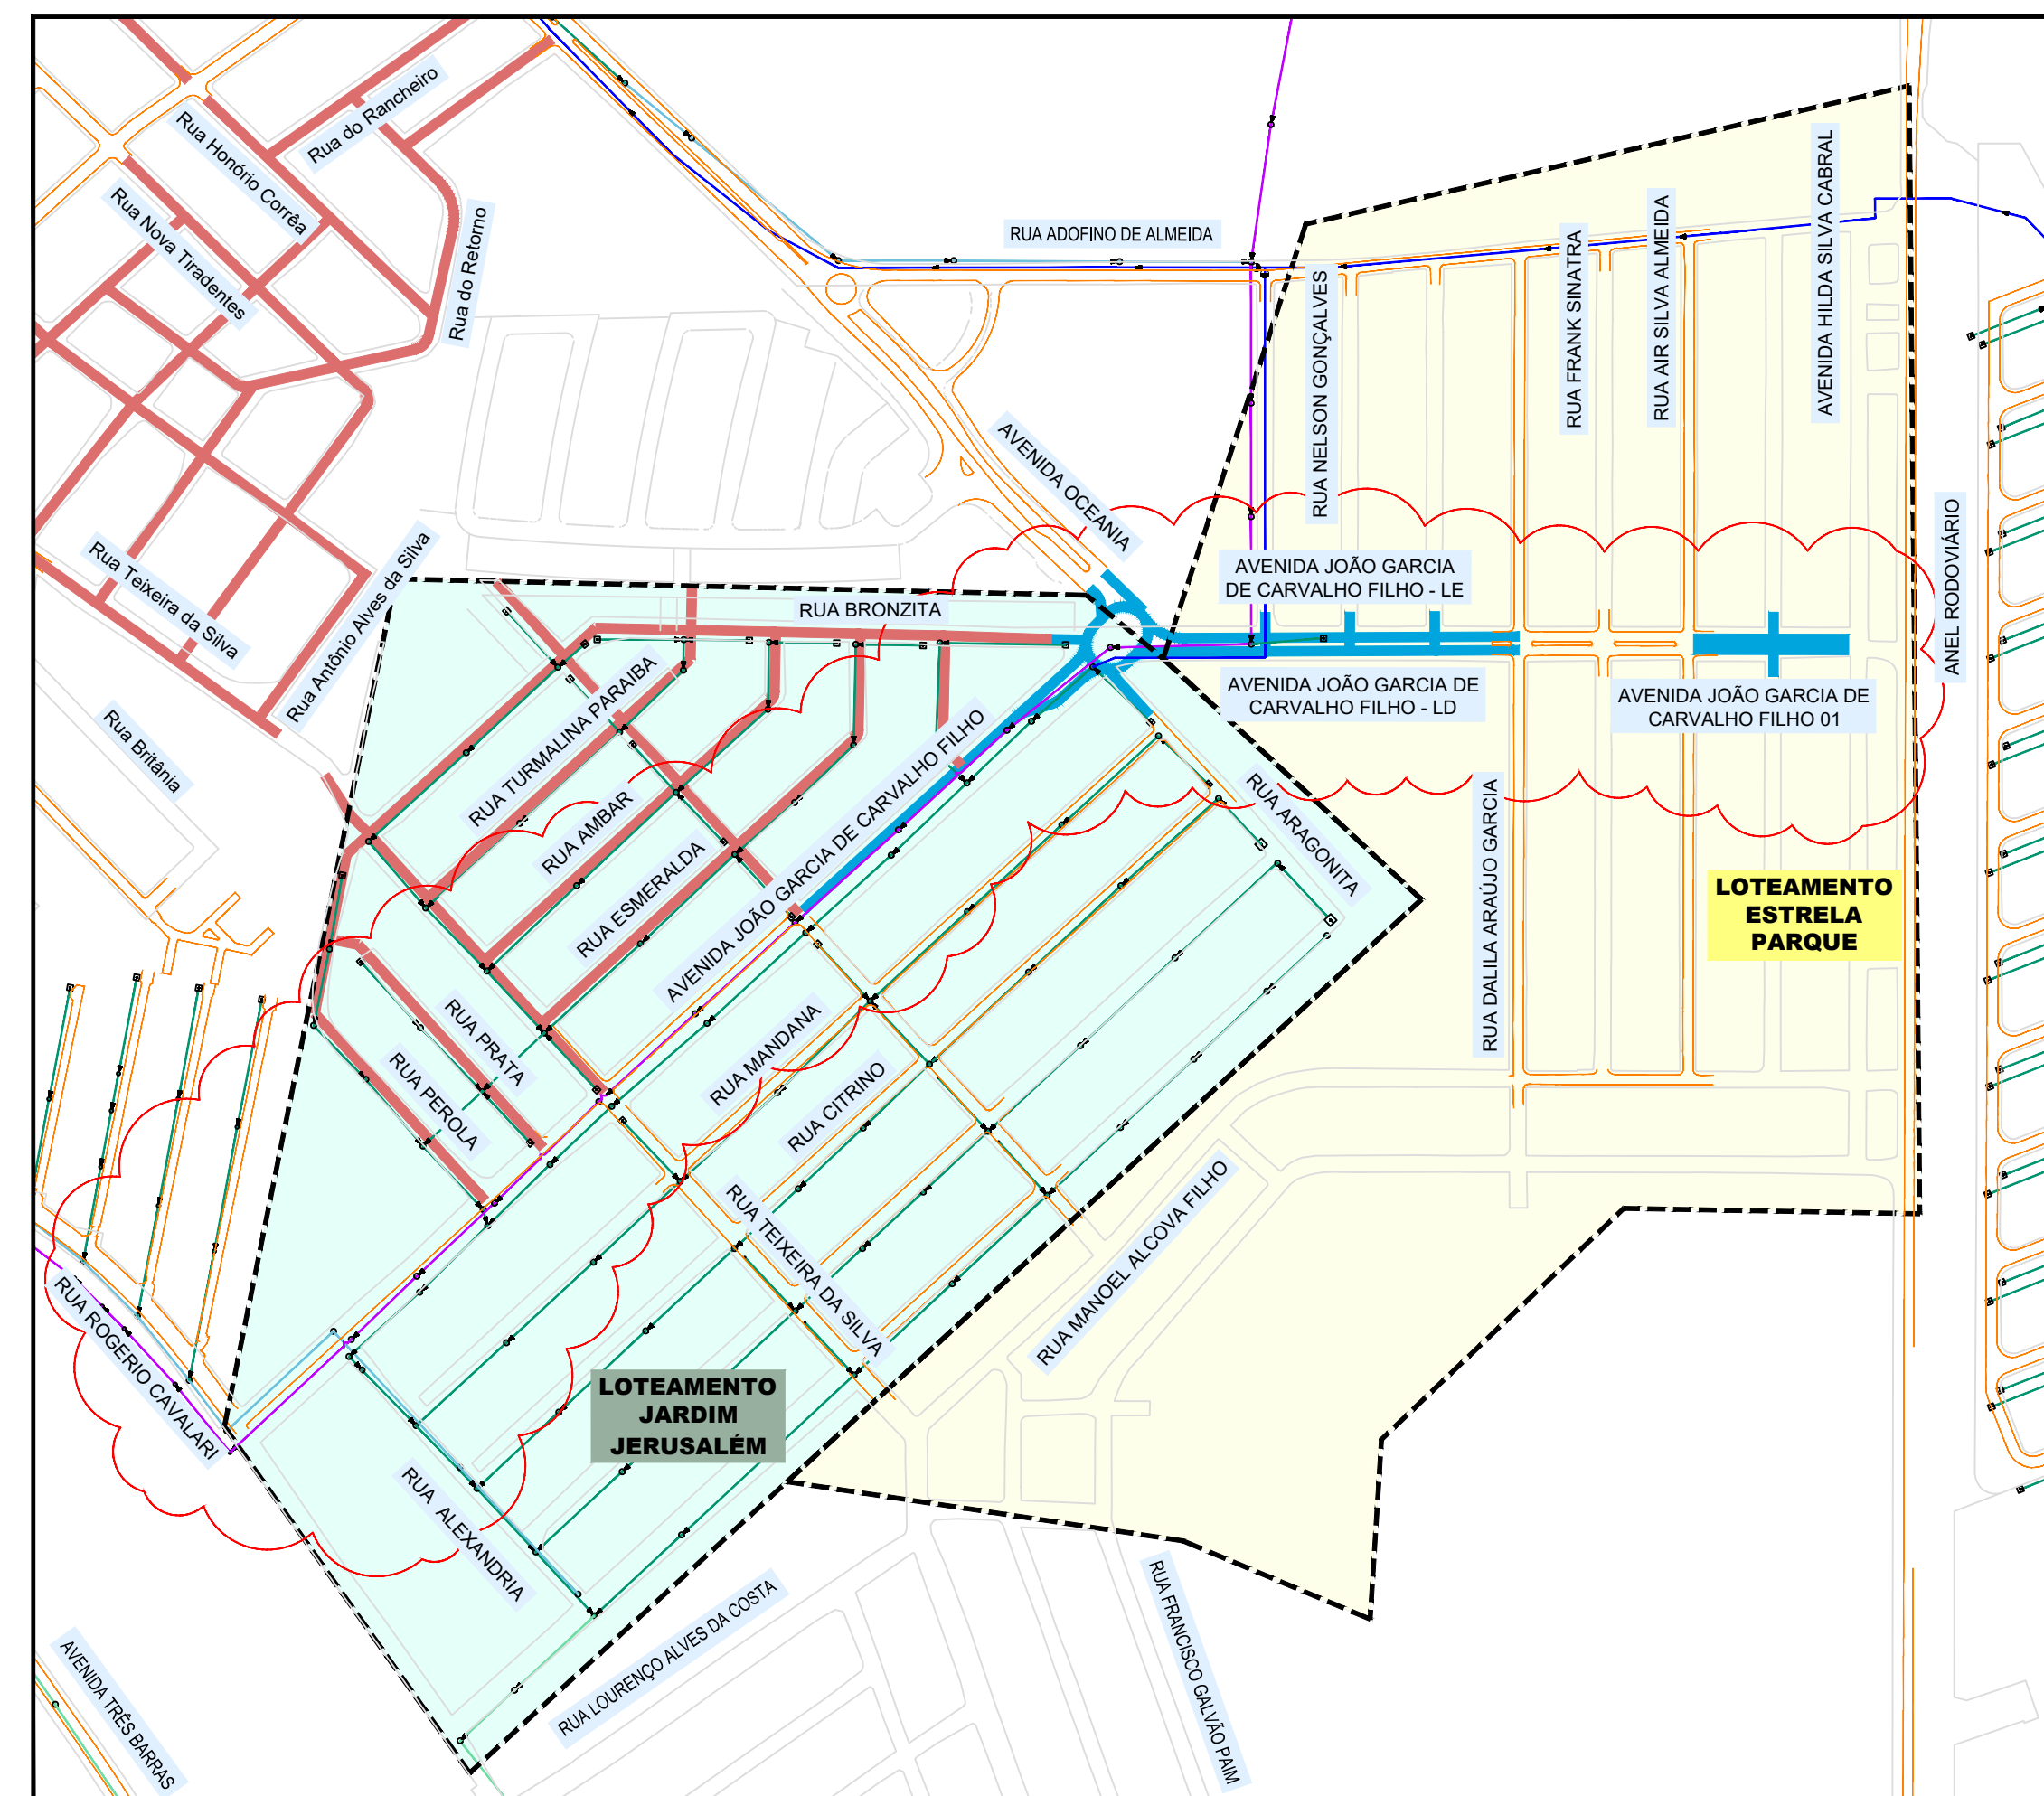 Rua do Rancheiro
Rua Honório Corrêa
Rua Nova Tiradentes
Rua do Retorno
RUA ADOFINO DE ALMEIDA
RUA NELSON GONÇALVES
RUA FRANK SINATRA
RUA AIR SILVA ALMEIDA
AVENIDA HILDA SILVA CABRAL
AVENIDA OCEANIA
ANEL RODOVIÁRIO
Rua Teixeira da Silva
Rua Antônio Alves da Silva
Rua Britânia
RUA BRONZITA
AVENIDA JOÃO GARCIA
DE CARVALHO FILHO - LE
AVENIDA JOÃO GARCIA DE
CARVALHO FILHO - LD
AVENIDA JOÃO GARCIA DE
CARVALHO FILHO 01
RUA TURMALINA PARAIBA
RUA AMBAR
RUA ESMERALDA
AVENIDA JOÃO GARCIA DE CARVALHO FILHO
RUA ARAGONITA
RUA DALILA ARAÚJO GARCIA
LOTEAMENTO
ESTRELA
PARQUE
RUA PRATA
RUA PEROLA
RUA MANDANA
RUA CITRINO
RUA TEIXEIRA DA SILVA
RUA MANOEL ALCOVA FILHO
RUA ROGERIO CAVALARI
LOTEAMENTO
JARDIM
JERUSALÉM
RUA ALEXANDRIA
RUA LOURENÇO ALVES DA COSTA
RUA FRANCISCO GALVÃO PAIM
AVENIDA TRÊS BARRAS